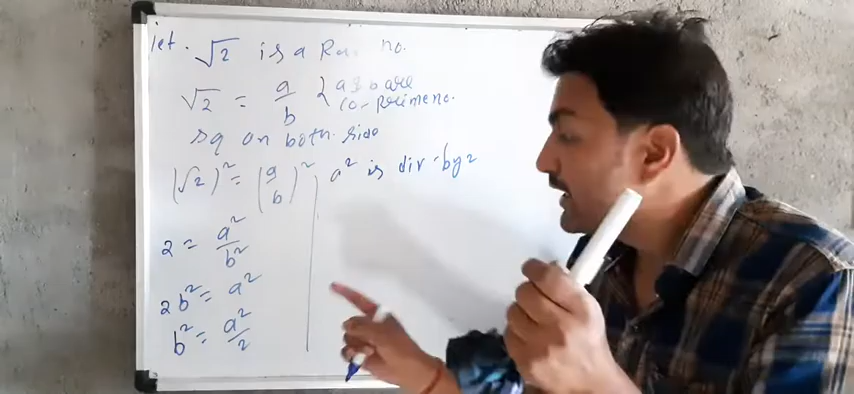 let. √2 is a Ra. no.
√2 = a/b { a & b are
co-prime no.
sq on both side
(√2)² = (a/b)²
2 = a²/b²
2b² = a²
b² = a²/2
a² is div by 2